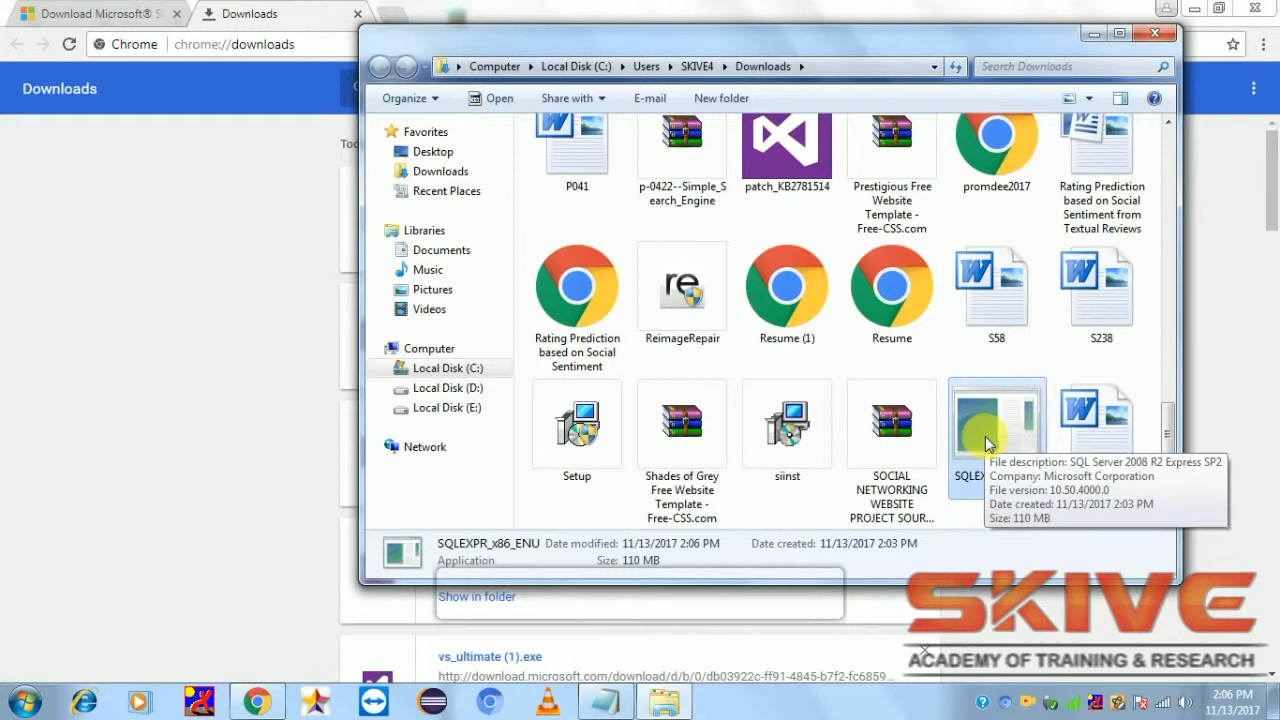 Download Microsoft® S
Downloads
Chrome
chrome://downloads
Downloads
Computer
Local Disk (C:)
Users
SKIVE4
Downloads
Search Downloads
Organize
Open
Share with
E-mail
New folder
Favorites
Desktop
Downloads
Recent Places
Libraries
Documents
Music
Pictures
Videos
Computer
Local Disk (C:)
Local Disk (D:)
Local Disk (E:)
Network
P041
p-0422--Simple_S
earch_Engine
patch_KB2781514
Prestigious Free
Website
Template -
Free-CSS.com
promdee2017
Rating Prediction
based on Social
Sentiment from
Textual Reviews
Rating Prediction
based on Social
Sentiment
re
ReimageRepair
Resume (1)
Resume
S58
S238
Setup
Shades of Grey
Free Website
Template -
Free-CSS.com
siinst
SOCIAL
NETWORKING
WEBSITE
PROJECT SOUR...
SQLEX
File description: SQL Server 2008 R2 Express SP2
Company: Microsoft Corporation
File version: 10.50.4000.0
Date created: 11/13/2017 2:03 PM
Size: 110 MB
SQLEXPR_x86_ENU
Date modified: 11/13/2017 2:06 PM
Date created: 11/13/2017 2:03 PM
Application
Size: 110 MB
Show in folder
vs_ultimate (1).exe
http://download.microsoft.com/download/d/b/0/db03922c-ff91-4845-b7f2-fc6859...
SKIVE
ACADEMY OF TRAINING & RESEARCH
2:06 PM
11/13/2017